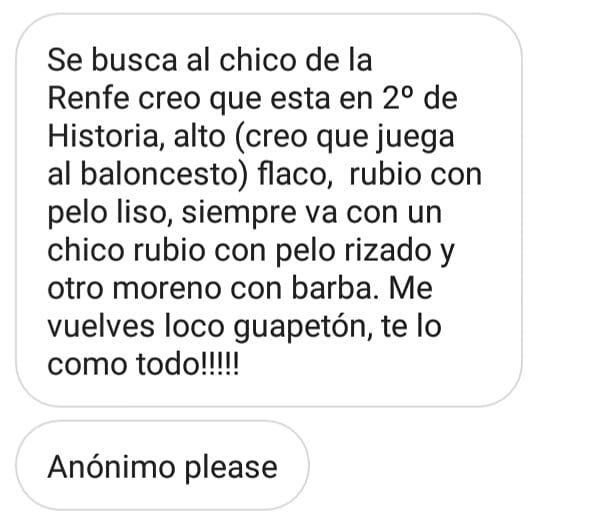 Se busca al chico de la
Renfe creo que esta en 2º de
Historia, alto (creo que juega
al baloncesto) flaco,  rubio con
pelo liso, siempre va con un
chico rubio con pelo rizado y
otro moreno con barba. Me
vuelves loco guapetón, te lo
como todo!!!!!
Anónimo please